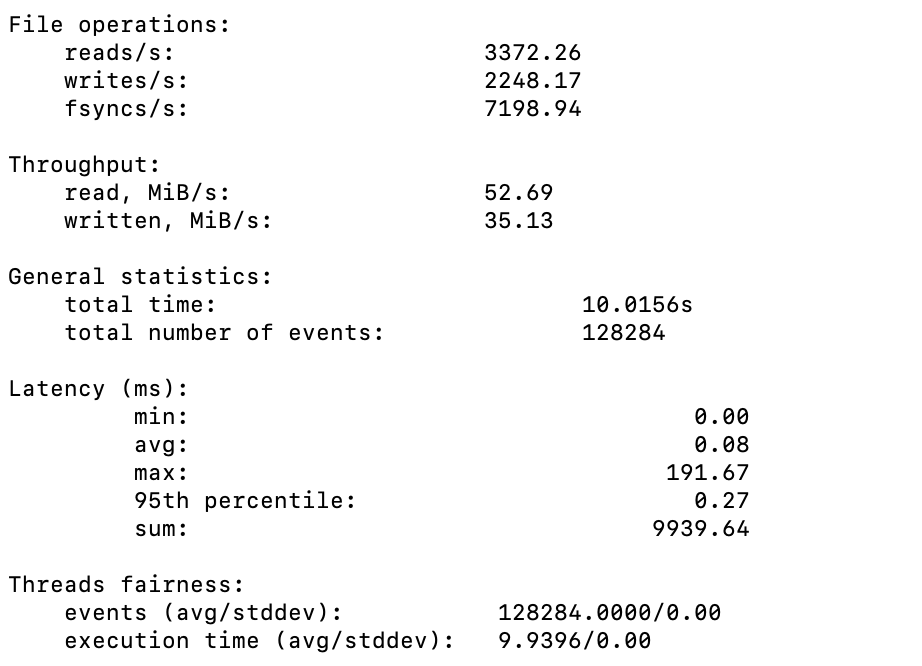 File operations:
    reads/s:                      3372.26
    writes/s:                     2248.17
    fsyncs/s:                     7198.94

Throughput:
    read, MiB/s:                  52.69
    written, MiB/s:               35.13

General statistics:
    total time:                          10.0156s
    total number of events:              128284

Latency (ms):
         min:                                    0.00
         avg:                                    0.08
         max:                                  191.67
         95th percentile:                        0.27
         sum:                                 9939.64

Threads fairness:
    events (avg/stddev):           128284.0000/0.00
    execution time (avg/stddev):   9.9396/0.00